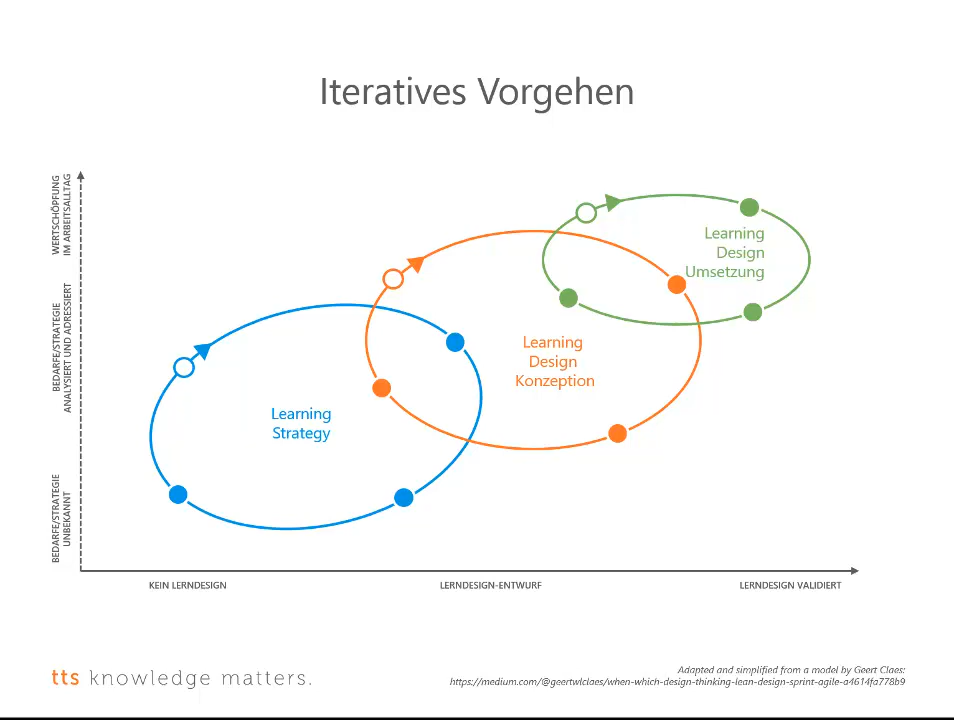 Iteratives Vorgehen
WERTSCHÖPFUNG
IM ARBEITSALLTAG
BEDARFE/STRATEGIE
ANALYSIERT UND ADRESSIERT
BEDARFE/STRATEGIE
UNBEKANNT
Learning
Design
Umsetzung
Learning
Design
Konzeption
Learning
Strategy
KEIN LERNDESIGN
LERNDESIGN-ENTWURF
LERNDESIGN VALIDIERT
tts knowledge matters.
Adapted and simplified from a model by Geert Claes:
https://medium.com/@geertwlclaes/when-which-design-thinking-lean-design-sprint-agile-a4614fa778b9